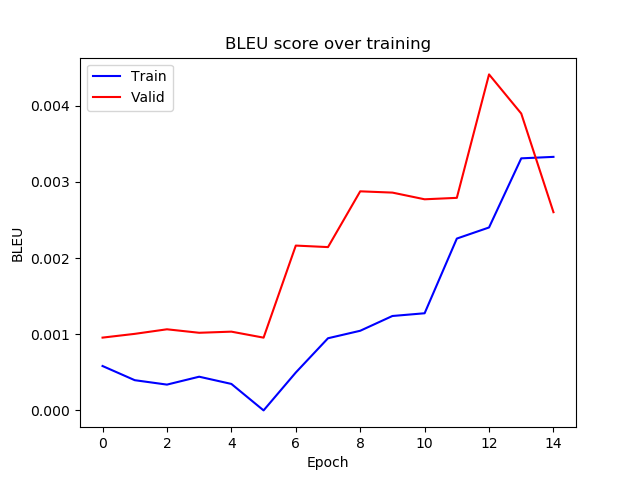 BLEU score over training
Train
Valid
BLEU
0.004
0.003
0.002
0.001
0.000
0 2 4 6 8 10 12 14
Epoch